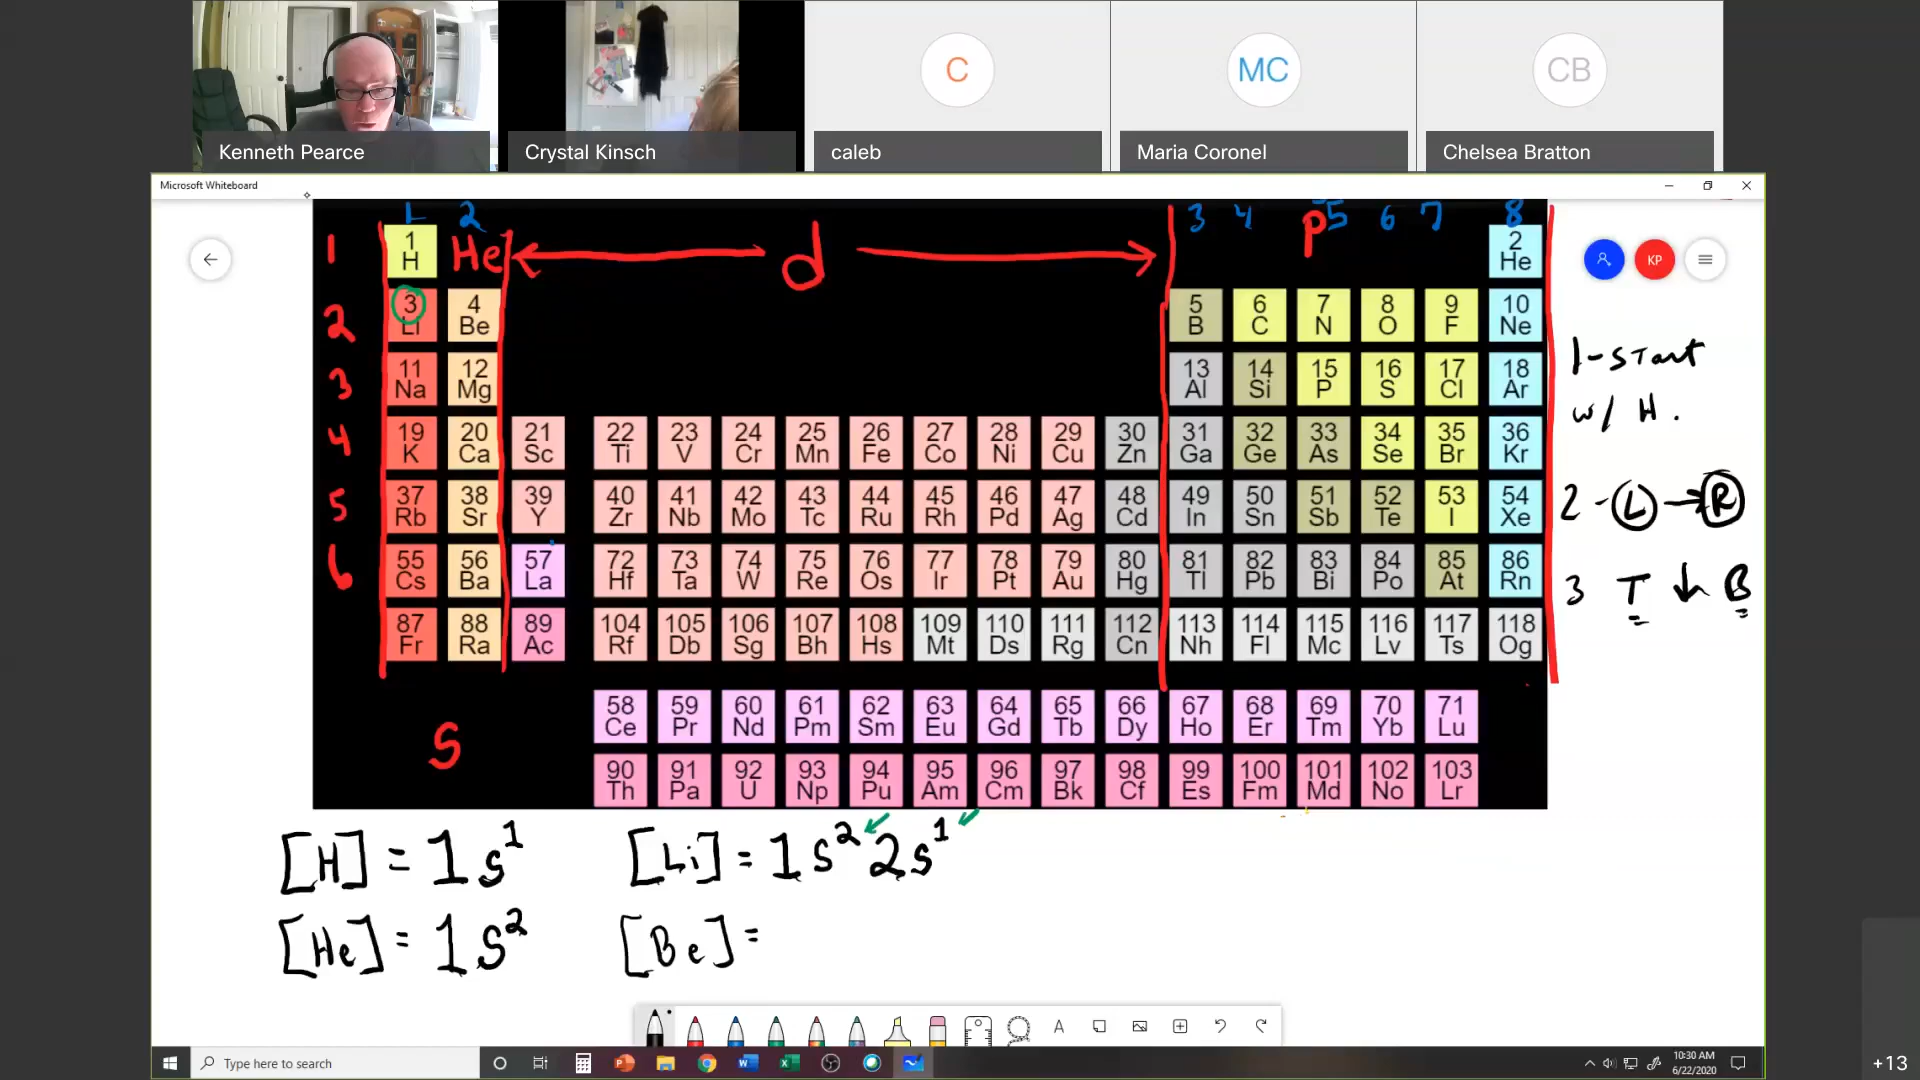 C
MC
CB
Kenneth Pearce
Crystal Kinsch
caleb
Maria Coronel
Chelsea Bratton
Microsoft Whiteboard
1 2 3 4 5 6 7 8
1 1 H He d P 2 He
KP
2 3 Li 4 Be 5 B 6 C 7 N 8 O 9 F 10 Ne
3 11 Na 12 Mg 13 Al 14 Si 15 P 16 S 17 Cl 18 Ar
4 19 K 20 Ca 21 Sc 22 Ti 23 V 24 Cr 25 Mn 26 Fe 27 Co 28 Ni 29 Cu 30 Zn 31 Ga 32 Ge 33 As 34 Se 35 Br 36 Kr
5 37 Rb 38 Sr 39 Y 40 Zr 41 Nb 42 Mo 43 Tc 44 Ru 45 Rh 46 Pd 47 Ag 48 Cd 49 In 50 Sn 51 Sb 52 Te 53 I 54 Xe
6 55 Cs 56 Ba 57 La 72 Hf 73 Ta 74 W 75 Re 76 Os 77 Ir 78 Pt 79 Au 80 Hg 81 Tl 82 Pb 83 Bi 84 Po 85 At 86 Rn
87 Fr 88 Ra 89 Ac 104 Rf 105 Db 106 Sg 107 Bh 108 Hs 109 Mt 110 Ds 111 Rg 112 Cn 113 Nh 114 Fl 115 Mc 116 Lv 117 Ts 118 Og
58 Ce 59 Pr 60 Nd 61 Pm 62 Sm 63 Eu 64 Gd 65 Tb 66 Dy 67 Ho 68 Er 69 Tm 70 Yb 71 Lu
S
90 Th 91 Pa 92 U 93 Np 94 Pu 95 Am 96 Cm 97 Bk 98 Cf 99 Es 100 Fm 101 Md 102 No 103 Lr
1-START
w/ H.
2 - L → R
3 T ↓ B
[H] = 1s¹ [Li] = 1s² 2s¹
[He] = 1s² [Be] =
A
Type here to search
10:30 AM
6/22/2020
+13